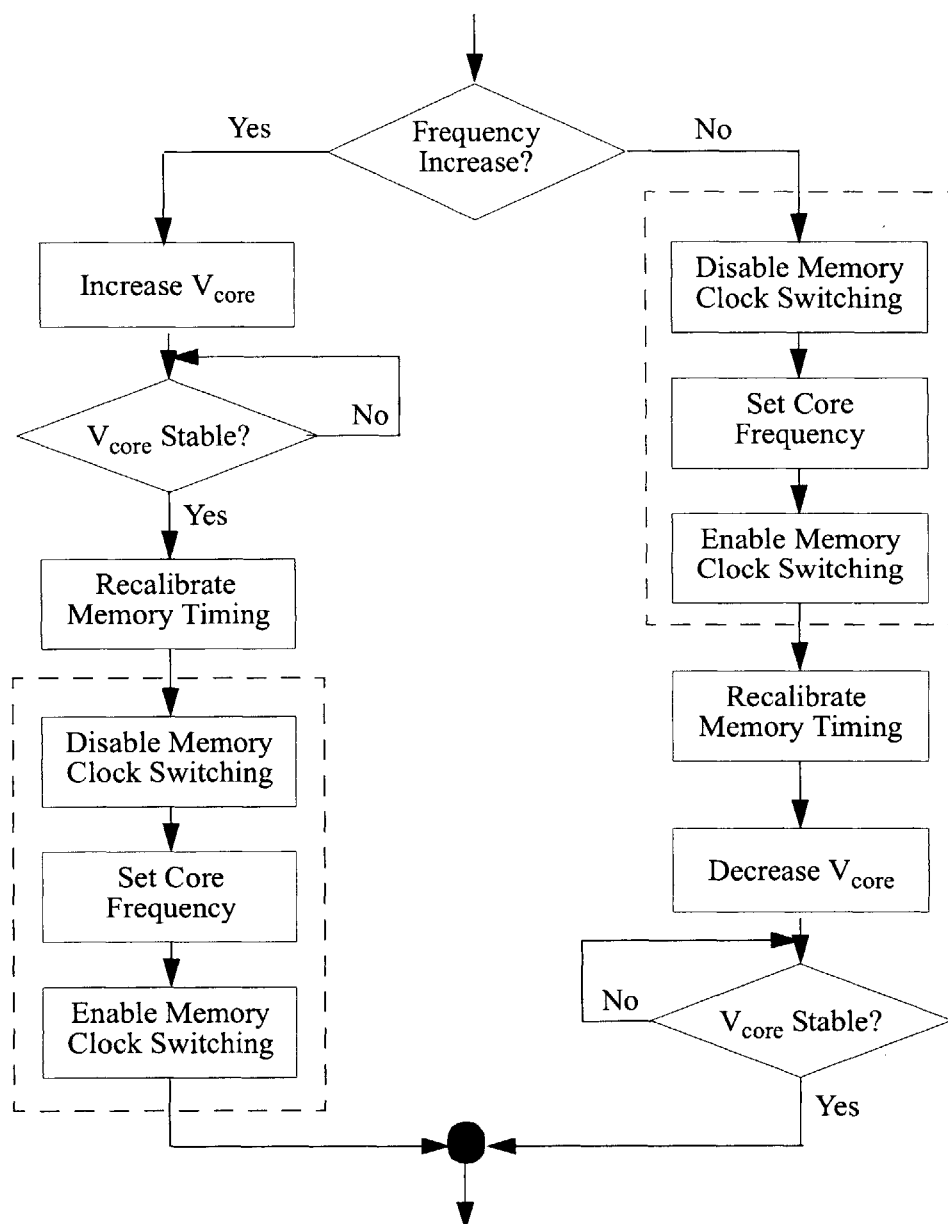 Frequency
Increase?
Yes
No
Increase V_core
V_core Stable?
No
Yes
Recalibrate
Memory Timing
Disable Memory
Clock Switching
Set Core
Frequency
Enable Memory
Clock Switching
Disable Memory
Clock Switching
Set Core
Frequency
Enable Memory
Clock Switching
Recalibrate
Memory Timing
Decrease V_core
V_core Stable?
No
Yes